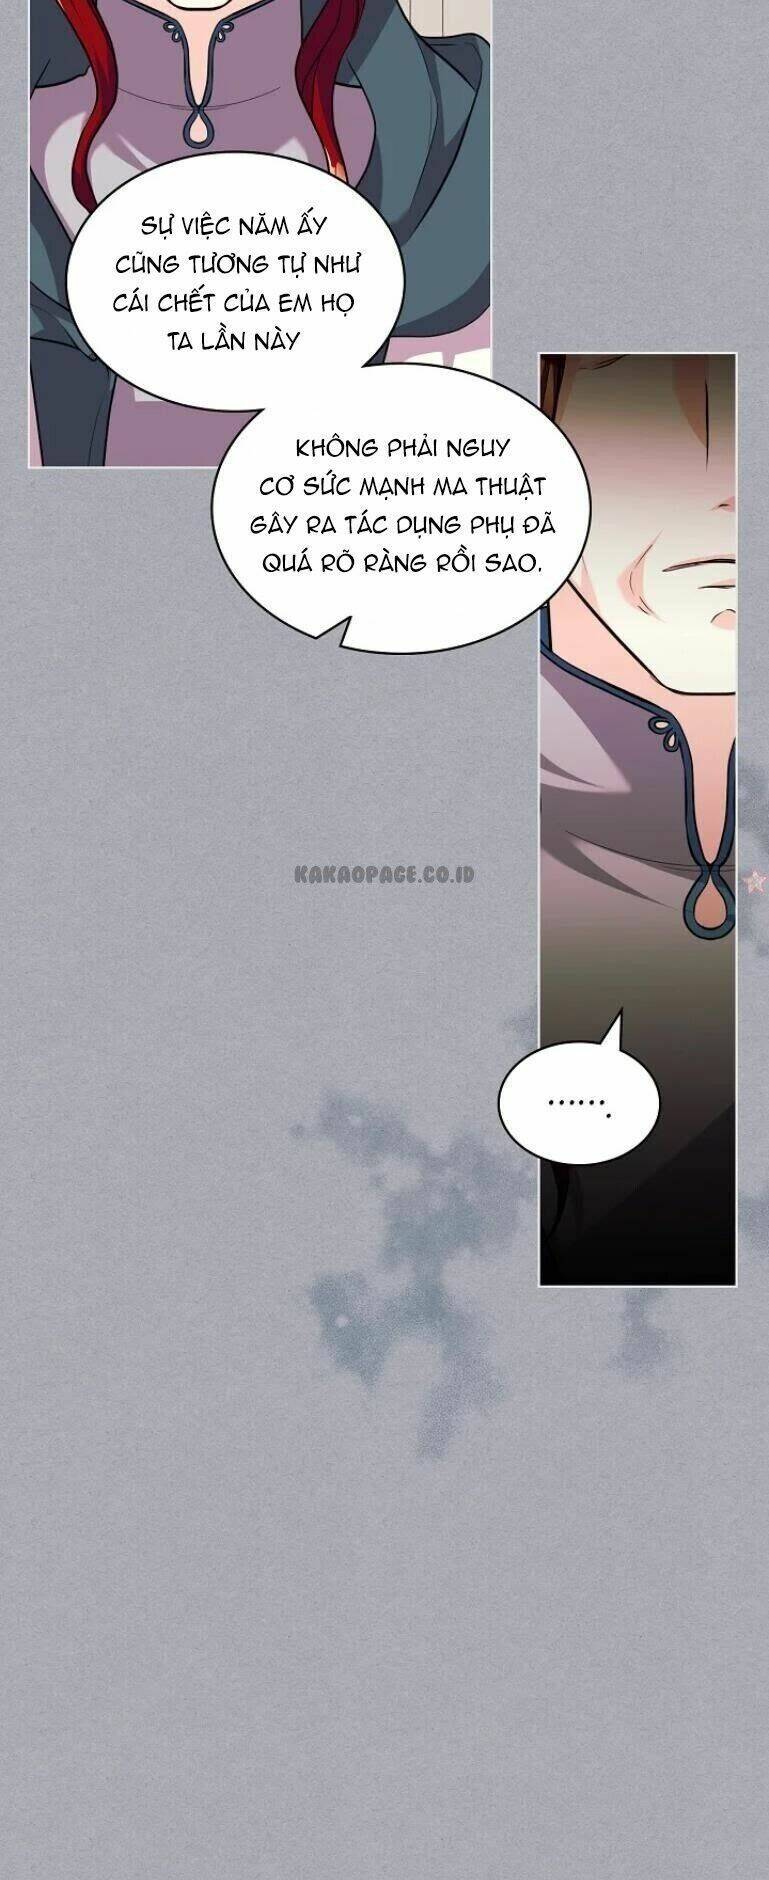 SỰ VIỆC NĂM ẤY
CŨNG TƯƠNG TỰ NHƯ
CÁI CHẾT CỦA EM HỌ
TA LẦN NÀY
KHÔNG PHẢI NGUY
CƠ SỨC MẠNH MA THUẬT
GÂY RA TÁC DỤNG PHỤ ĐÃ
QUÁ RÕ RÀNG RỒI SAO.
KAKAOPAGE.CO.ID
.......